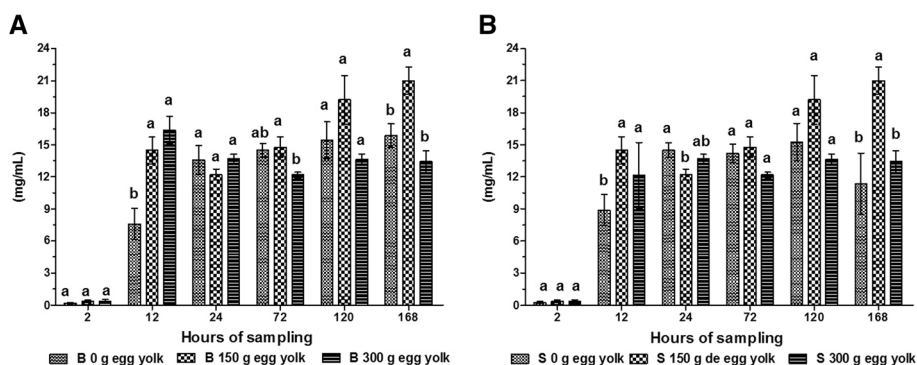 A
24
21
18
15
12
9
6
3
0
(mg/mL)
a a a
b a a
a a a
ab a b
a a a
b a b
2 12 24 72 120 168
Hours of sampling
B 0 g egg yolk B 150 g egg yolk B 300 g egg yolk
B
24
21
18
15
12
9
6
3
0
(mg/mL)
a a a
b a a
a b ab
a a a
a a a
b a b
2 12 24 72 120 168
Hours of sampling
S 0 g egg yolk S 150 g de egg yolk S 300 g egg yolk